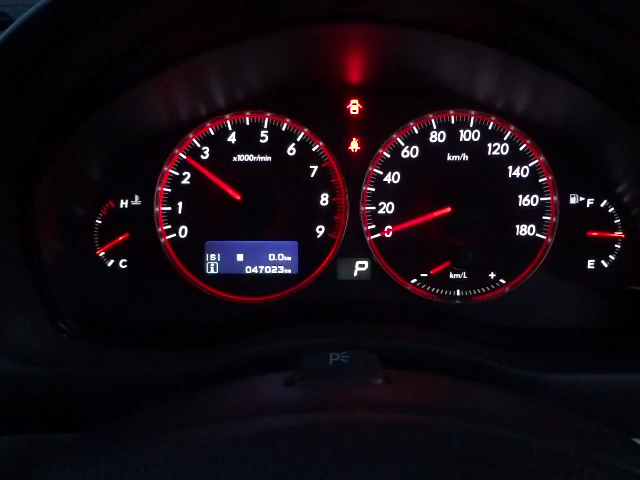 0 1 2 3 4 5 6 7 8 9
x1000r/min
|S| 0.0km
i 047023km
P
0 20 40 60 80 100 120 140 160 180
km/h
- km/L +
H
C
F
E
P